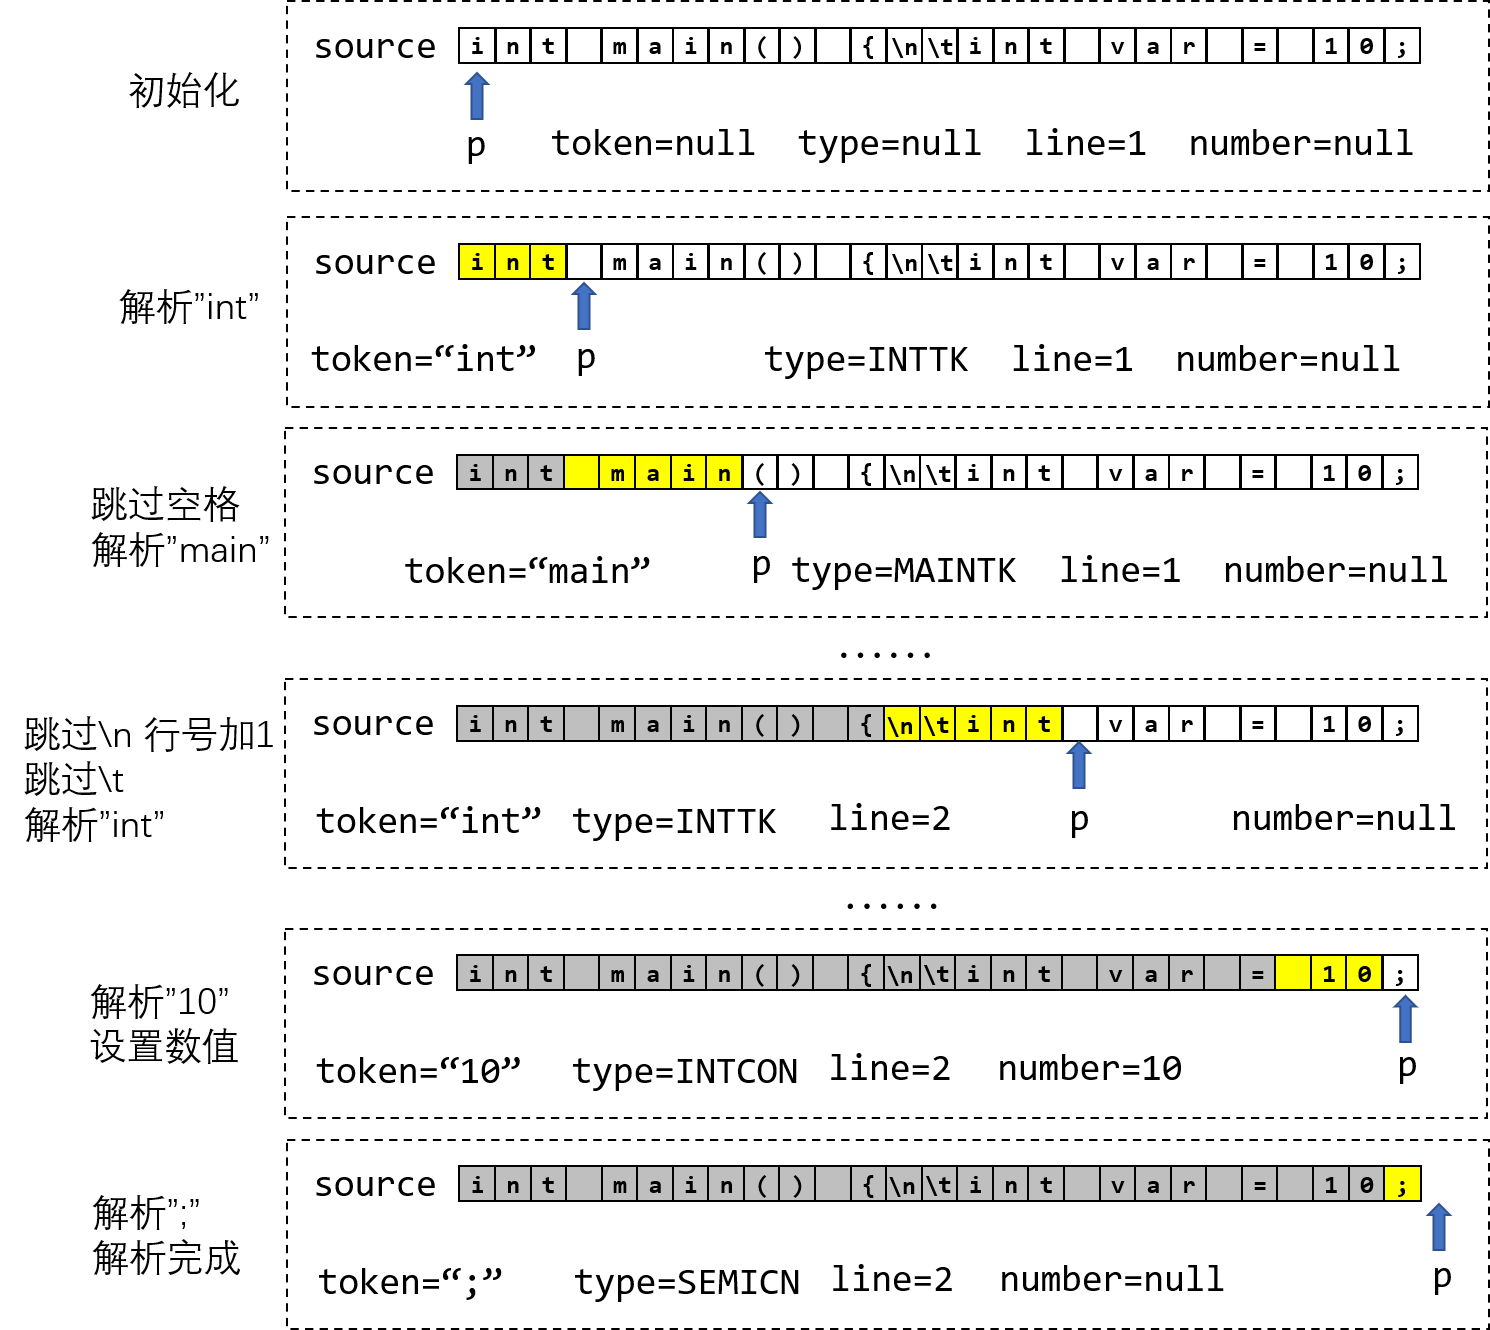 初始化
source i n t m a i n ( ) { \n \t i n t v a r = 1 0 ;
p token=null type=null line=1 number=null
解析”int”
source i n t m a i n ( ) { \n \t i n t v a r = 1 0 ;
token=“int” p type=INTTK line=1 number=null
跳过空格
解析”main”
source i n t m a i n ( ) { \n \t i n t v a r = 1 0 ;
token=“main” p type=MAINTK line=1 number=null
......
跳过\n 行号加1
跳过\t
解析”int”
source i n t m a i n ( ) { \n \t i n t v a r = 1 0 ;
token=“int” type=INTTK line=2 p number=null
......
解析”10”
设置数值
source i n t m a i n ( ) { \n \t i n t v a r = 1 0 ;
token=“10” type=INTCON line=2 number=10 p
解析”;”
解析完成
source i n t m a i n ( ) { \n \t i n t v a r = 1 0 ;
token=“;” type=SEMICN line=2 number=null p